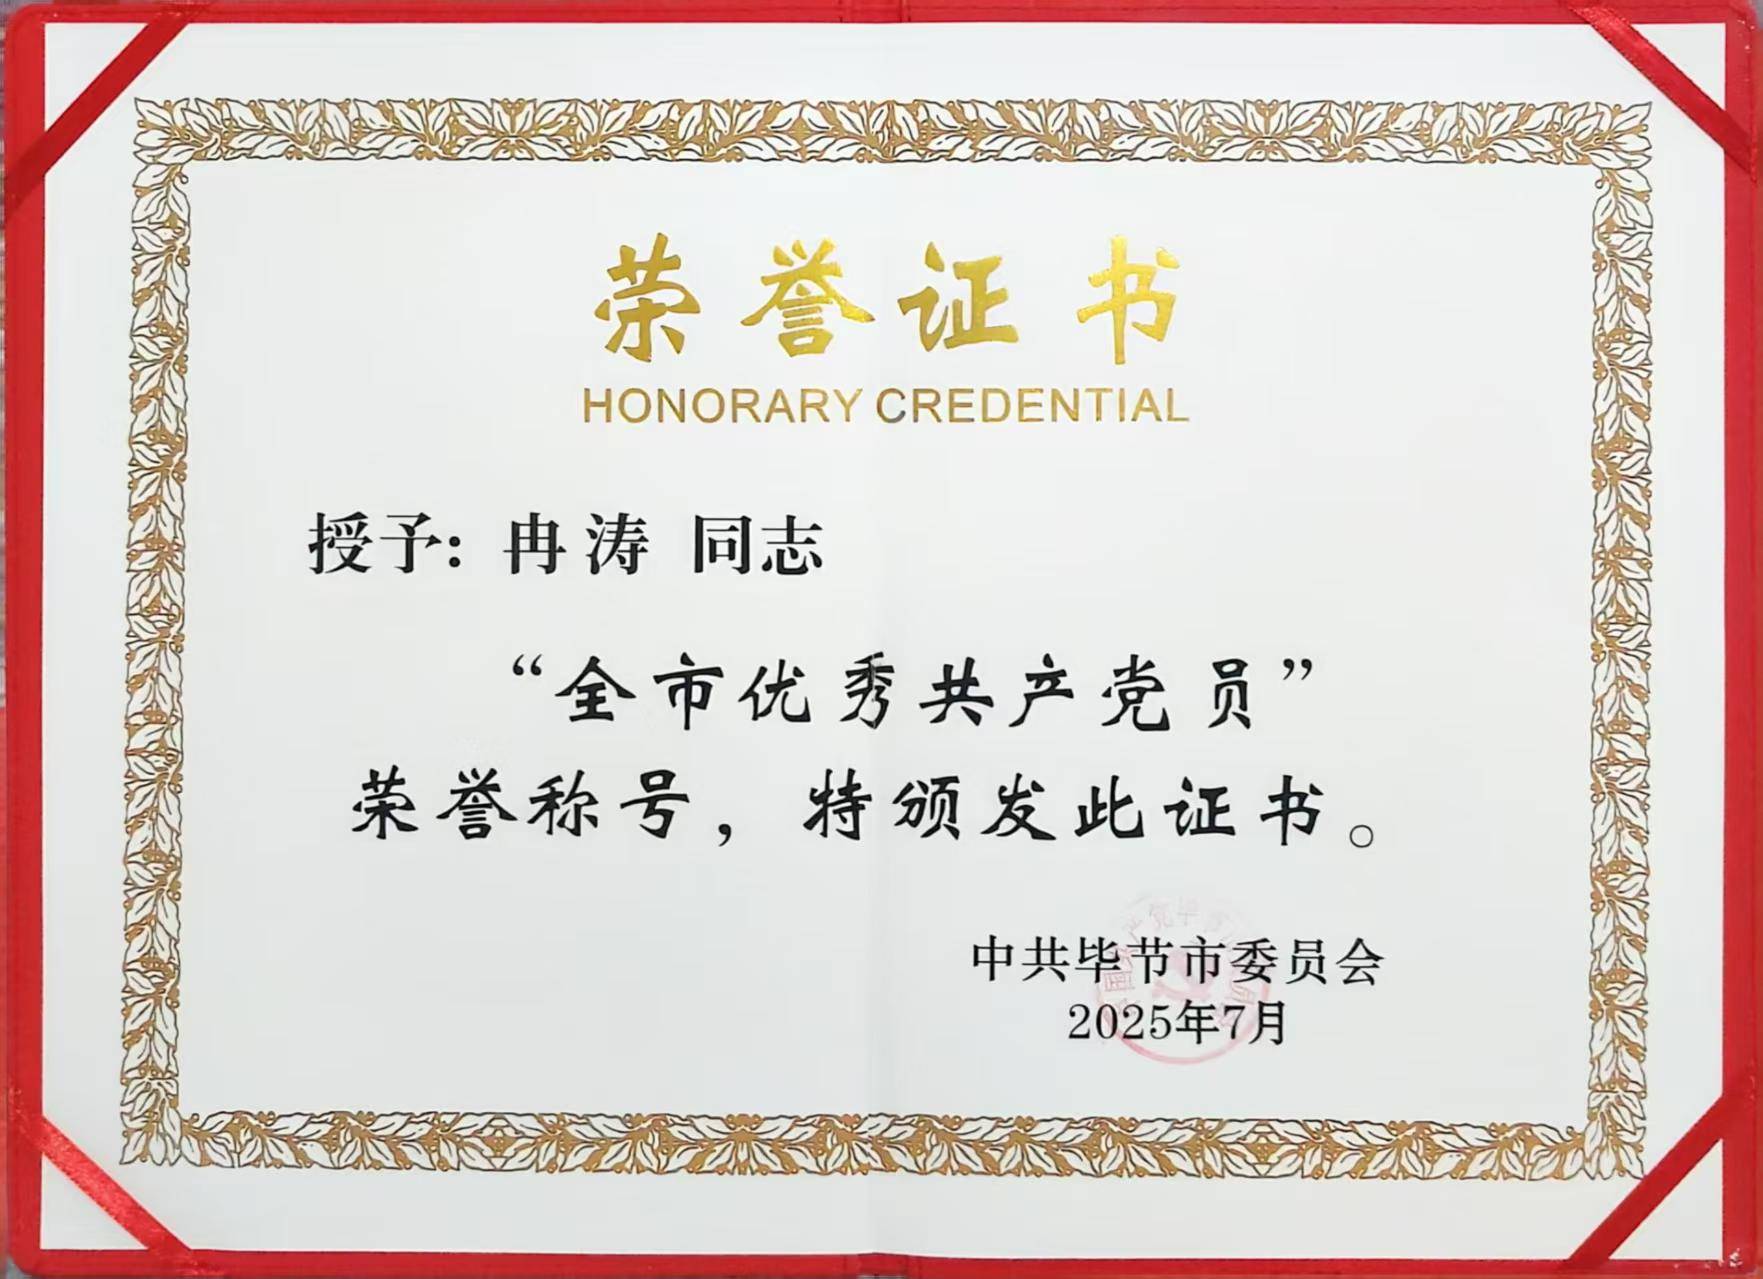 荣誉证书
HONORARY CREDENTIAL
授予：冉涛 同志
“全市优秀共产党员”
荣誉称号，特颁发此证书。
中共毕节市委员会
2025年7月